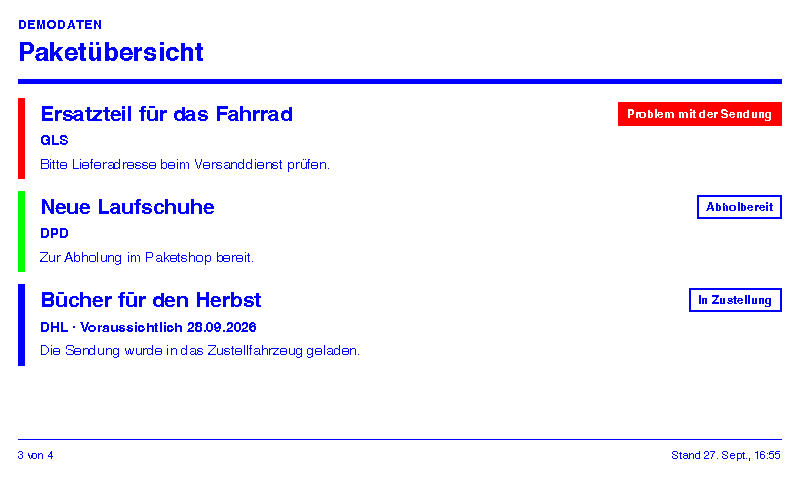 DEMODATEN
Paketübersicht
Ersatzteil für das Fahrrad
Problem mit der Sendung
GLS
Bitte Lieferadresse beim Versanddienst prüfen.
Neue Laufschuhe
Abholbereit
DPD
Zur Abholung im Paketshop bereit.
Bücher für den Herbst
In Zustellung
DHL · Voraussichtlich 28.09.2026
Die Sendung wurde in das Zustellfahrzeug geladen.
3 von 4
Stand 27. Sept., 16:55